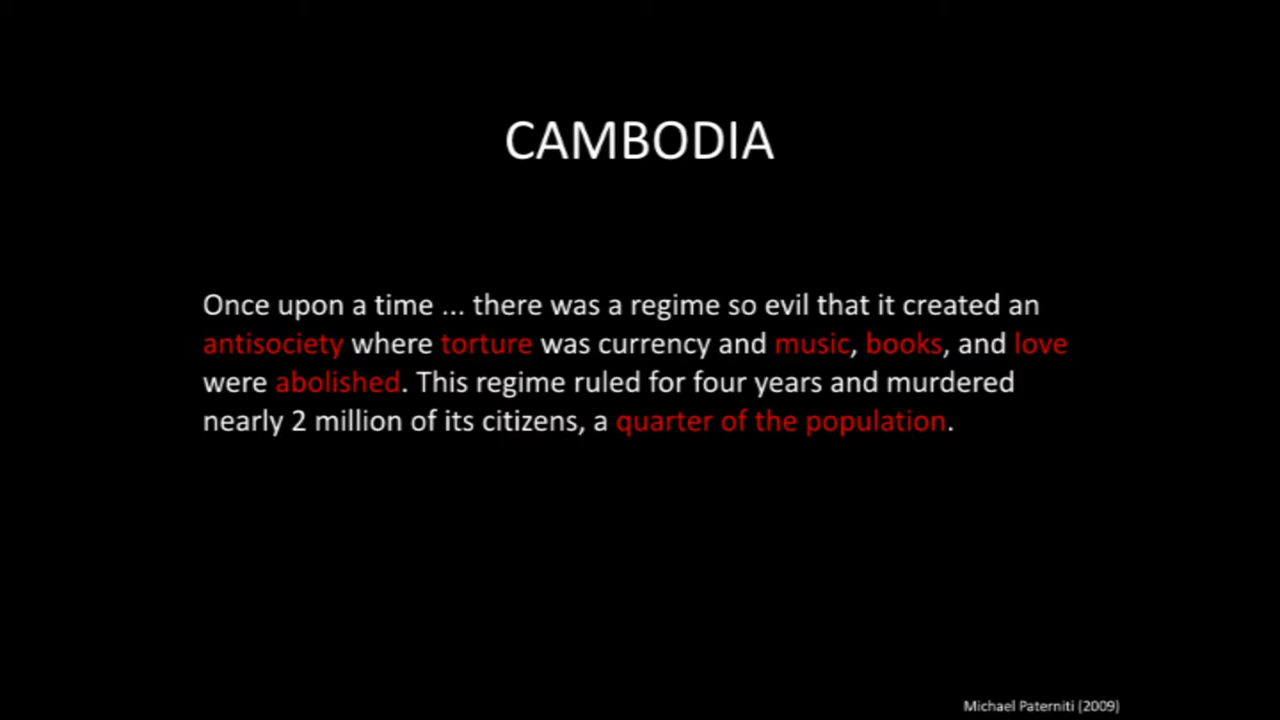 CAMBODIA
Once upon a time ... there was a regime so evil that it created an
antisociety where torture was currency and music, books, and love
were abolished. This regime ruled for four years and murdered
nearly 2 million of its citizens, a quarter of the population.
Michael Paterniti (2009)